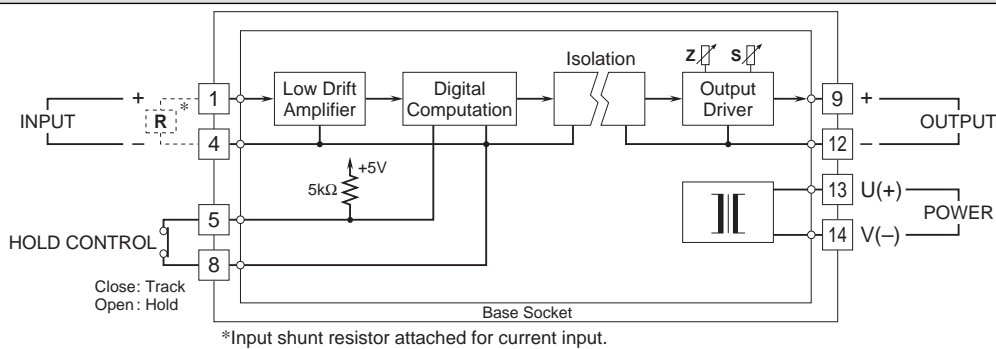 Isolation
Z S
Low Drift
Amplifier
Digital
Computation
Output
Driver
INPUT
+
–
R
*
1
4
9
+
12
–
OUTPUT
+5V
5kΩ
13
U(+)
14
V(–)
POWER
HOLD CONTROL
5
8
Close: Track
Open: Hold
Base Socket
*Input shunt resistor attached for current input.